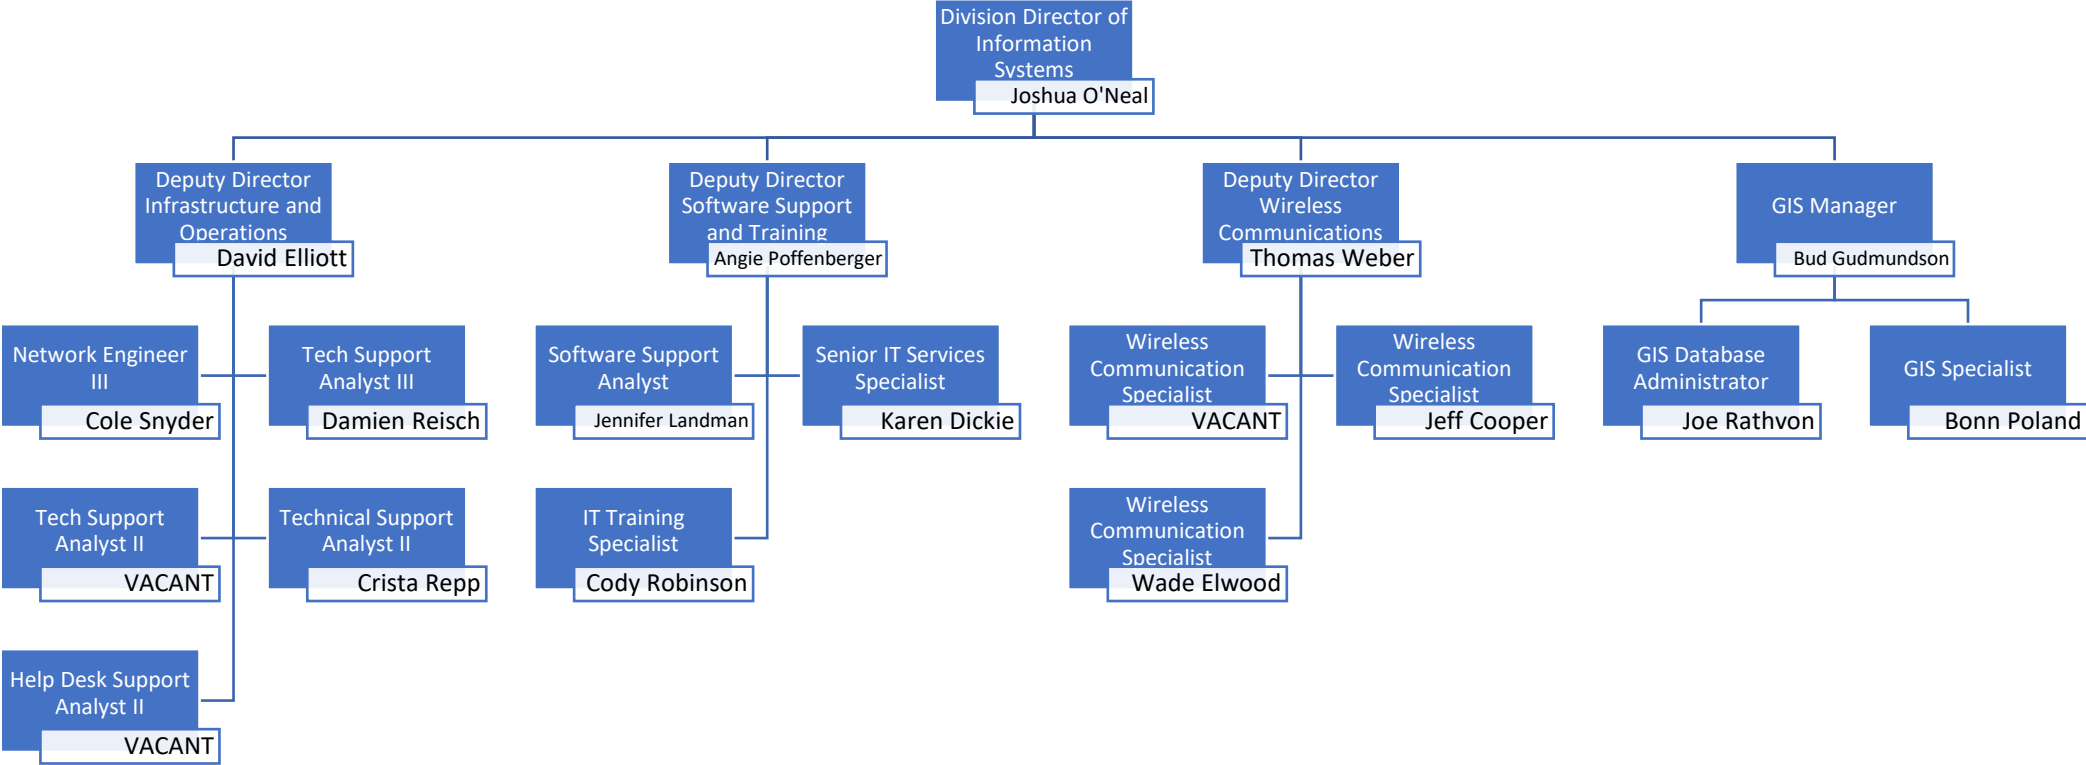 Division Director of
Information
Systems
Joshua O'Neal
Deputy Director
Infrastructure and
Operations
David Elliott
Deputy Director
Software Support
and Training
Angie Poffenberger
Deputy Director
Wireless
Communications
Thomas Weber
GIS Manager
Bud Gudmundson
Network Engineer
III
Cole Snyder
Tech Support
Analyst III
Damien Reisch
Software Support
Analyst
Jennifer Landman
Senior IT Services
Specialist
Karen Dickie
Wireless
Communication
Specialist
VACANT
Wireless
Communication
Specialist
Jeff Cooper
GIS Database
Administrator
Joe Rathvon
GIS Specialist
Bonn Poland
Tech Support
Analyst II
VACANT
Technical Support
Analyst II
Crista Repp
IT Training
Specialist
Cody Robinson
Wireless
Communication
Specialist
Wade Elwood
Help Desk Support
Analyst II
VACANT